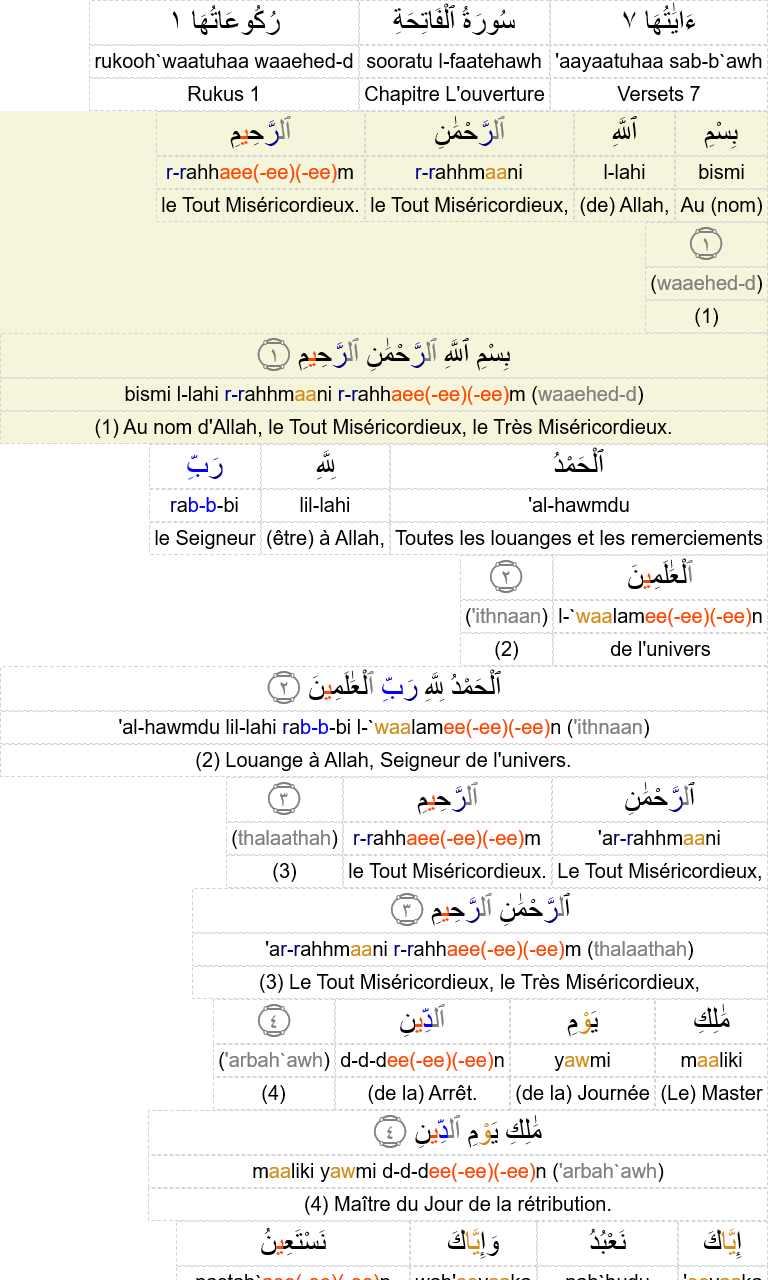 ءَايَٰتُهَا ٧ سُورَةُ ٱلْفَاتِحَةِ رُكُوعَاتُهَا ١
rukooh`waatuhaa waaehed-d sooratu l-faatehawh 'aayaatuhaa sab-b`awh
Rukus 1 Chapitre L'ouverture Versets 7
بِسْمِ ٱللَّهِ ٱلرَّحْمَٰنِ ٱلرَّحِيمِ
r-rahhaee(-ee)(-ee)m r-rahhmaani l-lahi bismi
le Tout Miséricordieux. le Tout Miséricordieux, (de) Allah, Au (nom)
١
(waaehed-d)
(1)
بِسْمِ ٱللَّهِ ٱلرَّحْمَٰنِ ٱلرَّحِيمِ ١
bismi l-lahi r-rahhmaani r-rahhaee(-ee)(-ee)m (waaehed-d)
(1) Au nom d'Allah, le Tout Miséricordieux, le Très Miséricordieux.
ٱلْحَمْدُ لِلَّهِ رَبِّ
rab-b-bi lil-lahi 'al-hawmdu
le Seigneur (être) à Allah, Toutes les louanges et les remerciements
ٱلْعَٰلَمِينَ ٢
('ithnaan) l-`waalamee(-ee)(-ee)n
(2) de l'univers
ٱلْحَمْدُ لِلَّهِ رَبِّ ٱلْعَٰلَمِينَ ٢
'al-hawmdu lil-lahi rab-b-bi l-`waalamee(-ee)(-ee)n ('ithnaan)
(2) Louange à Allah, Seigneur de l'univers.
ٱلرَّحْمَٰنِ ٱلرَّحِيمِ ٣
(thalaathah) r-rahhaee(-ee)(-ee)m 'ar-rahhmaani
(3) le Tout Miséricordieux. Le Tout Miséricordieux,
ٱلرَّحْمَٰنِ ٱلرَّحِيمِ ٣
'ar-rahhmaani r-rahhaee(-ee)(-ee)m (thalaathah)
(3) Le Tout Miséricordieux, le Très Miséricordieux,
مَٰلِكِ يَوْمِ ٱلدِّينِ ٤
('arbah`awh) d-d-dee(-ee)(-ee)n yawmi maaliki
(4) (de la) Arrêt. (de la) Journée (Le) Master
مَٰلِكِ يَوْمِ ٱلدِّينِ ٤
maaliki yawmi d-d-dee(-ee)(-ee)n ('arbah`awh)
(4) Maître du Jour de la rétribution.
إِيَّاكَ نَعْبُدُ وَإِيَّاكَ نَسْتَعِينُ